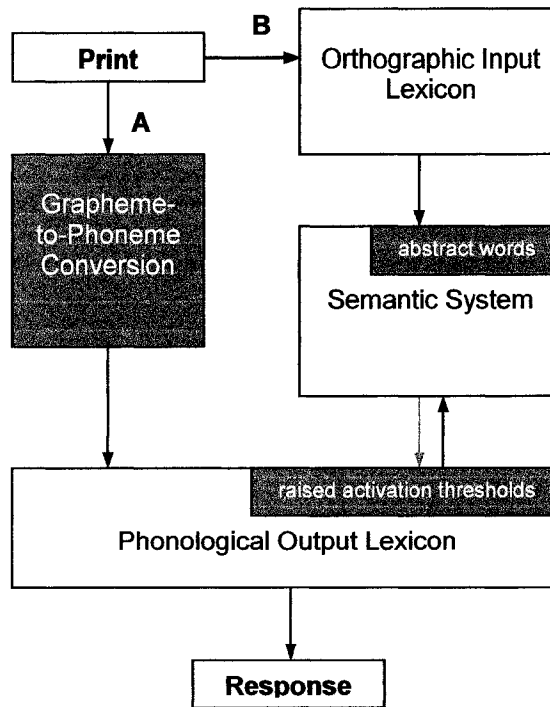 B
Print
Orthographic Input
Lexicon
A
Grapheme-
to-Phoneme
Conversion
abstract words
Semantic System
raised activation thresholds
Phonological Output Lexicon
Response